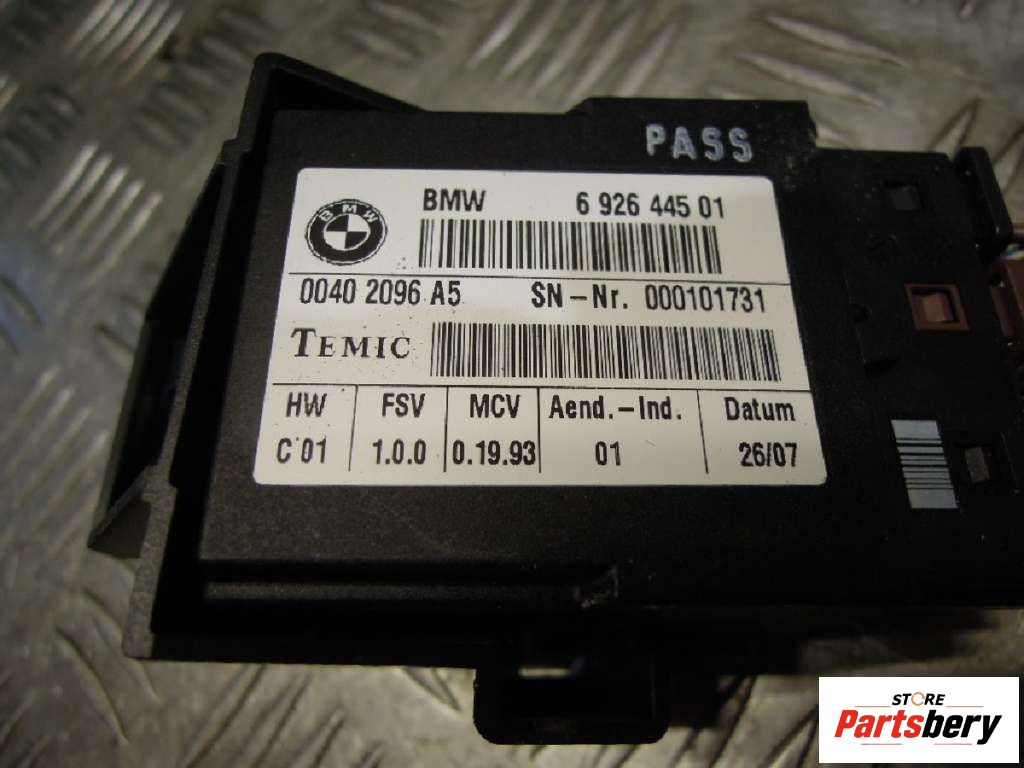 PASS
BMW
BMW 6 926 445 01
0040 2096 A5 SN-Nr. 000101731
TEMIC
HW FSV MCV Aend.-Ind. Datum
C 01 1.0.0 0.19.93 01 26/07
STORE
Partsbery